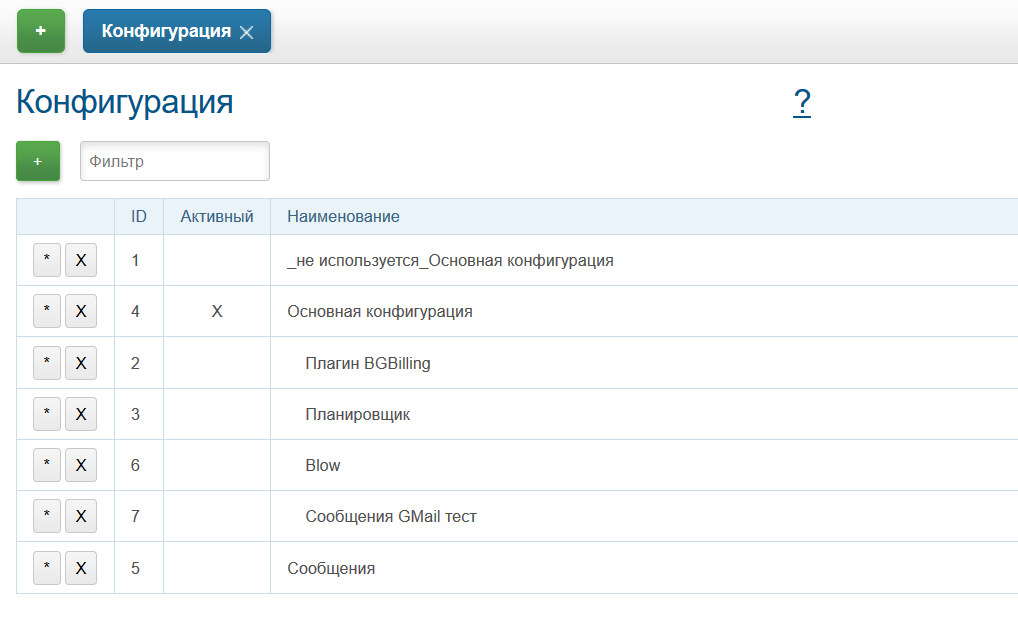 + Конфигурация ×
Конфигурация ?
+ Фильтр
ID Активный Наименование
* X 1 _не используется_Основная конфигурация
* X 4 X Основная конфигурация
* X 2 Плагин BGBilling
* X 3 Планировщик
* X 6 Blow
* X 7 Сообщения GMail тест
* X 5 Сообщения